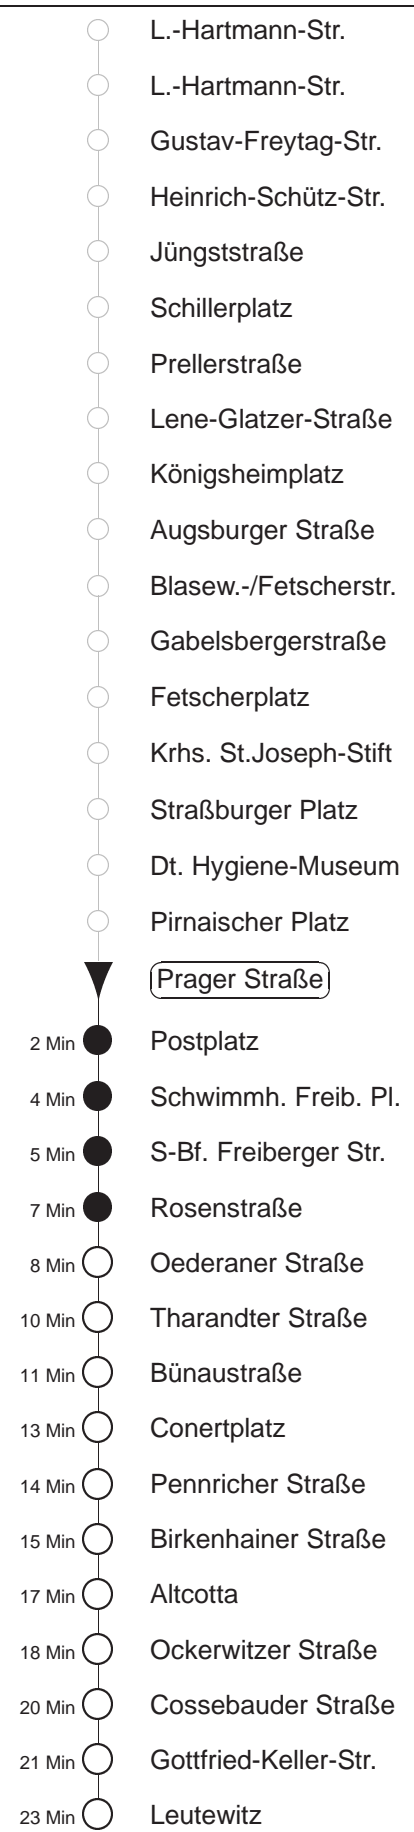 L.-Hartmann-Str.
L.-Hartmann-Str.
Gustav-Freytag-Str.
Heinrich-Schütz-Str.
Jüngststraße
Schillerplatz
Prellerstraße
Lene-Glatzer-Straße
Königsheimplatz
Augsburger Straße
Blasew.-/Fetscherstr.
Gabelsbergerstraße
Fetscherplatz
Krhs. St.Joseph-Stift
Straßburger Platz
Dt. Hygiene-Museum
Pirnaischer Platz
Prager Straße
2 Min Postplatz
4 Min Schwimmh. Freib. Pl.
5 Min S-Bf. Freiberger Str.
7 Min Rosenstraße
8 Min Oederaner Straße
10 Min Tharandter Straße
11 Min Bünaustraße
13 Min Conertplatz
14 Min Pennricher Straße
15 Min Birkenhainer Straße
17 Min Altcotta
18 Min Ockerwitzer Straße
20 Min Cossebauder Straße
21 Min Gottfried-Keller-Str.
23 Min Leutewitz